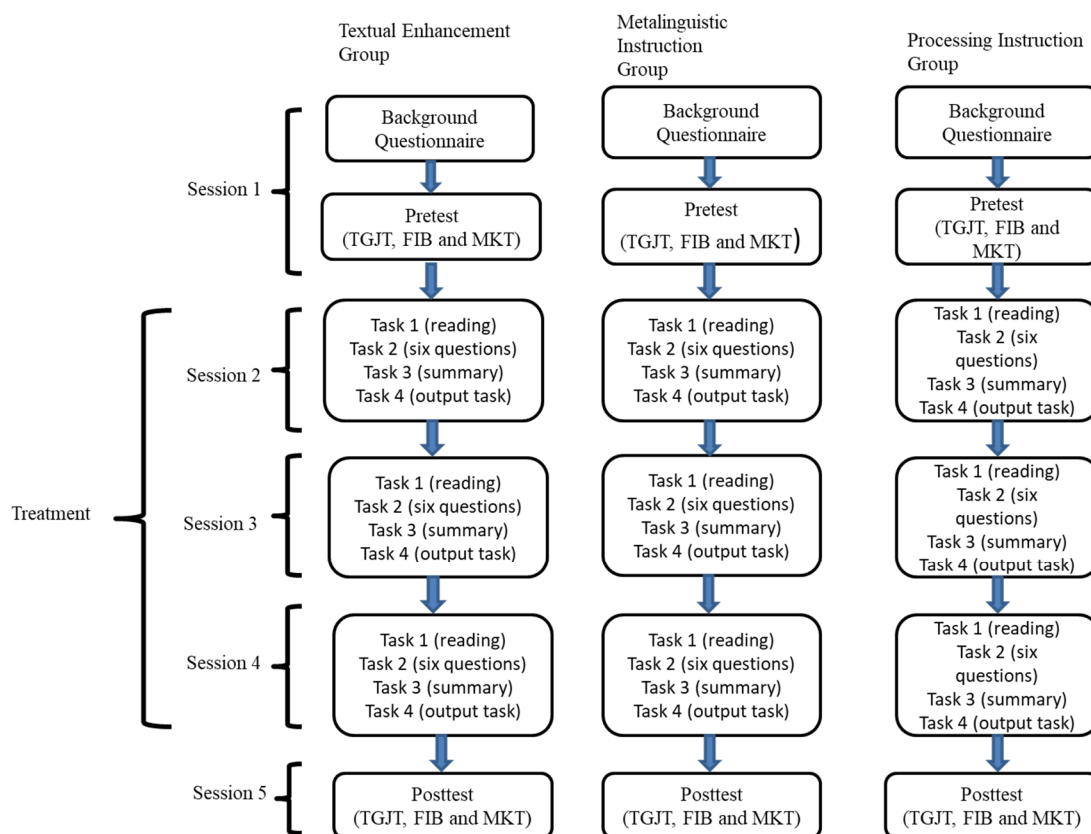 Textual Enhancement
Group
Metalinguistic
Instruction
Group
Processing Instruction
Group
Session 1
Background
Questionnaire
Background
Questionnaire
Background
Questionnaire
Pretest
(TGJT, FIB and MKT)
Pretest
(TGJT, FIB and MKT)
Pretest
(TGJT, FIB and
MKT)
Treatment
Session 2
Task 1 (reading)
Task 2 (six questions)
Task 3 (summary)
Task 4 (output task)
Task 1 (reading)
Task 2 (six questions)
Task 3 (summary)
Task 4 (output task)
Task 1 (reading)
Task 2 (six
questions)
Task 3 (summary)
Task 4 (output task)
Session 3
Task 1 (reading)
Task 2 (six questions)
Task 3 (summary)
Task 4 (output task)
Task 1 (reading)
Task 2 (six questions)
Task 3 (summary)
Task 4 (output task)
Task 1 (reading)
Task 2 (six
questions)
Task 3 (summary)
Task 4 (output task)
Session 4
Task 1 (reading)
Task 2 (six questions)
Task 3 (summary)
Task 4 (output task)
Task 1 (reading)
Task 2 (six questions)
Task 3 (summary)
Task 4 (output task)
Task 1 (reading)
Task 2 (six
questions)
Task 3 (summary)
Task 4 (output task)
Session 5
Posttest
(TGJT, FIB and MKT)
Posttest
(TGJT, FIB and MKT)
Posttest
(TGJT, FIB and MKT)